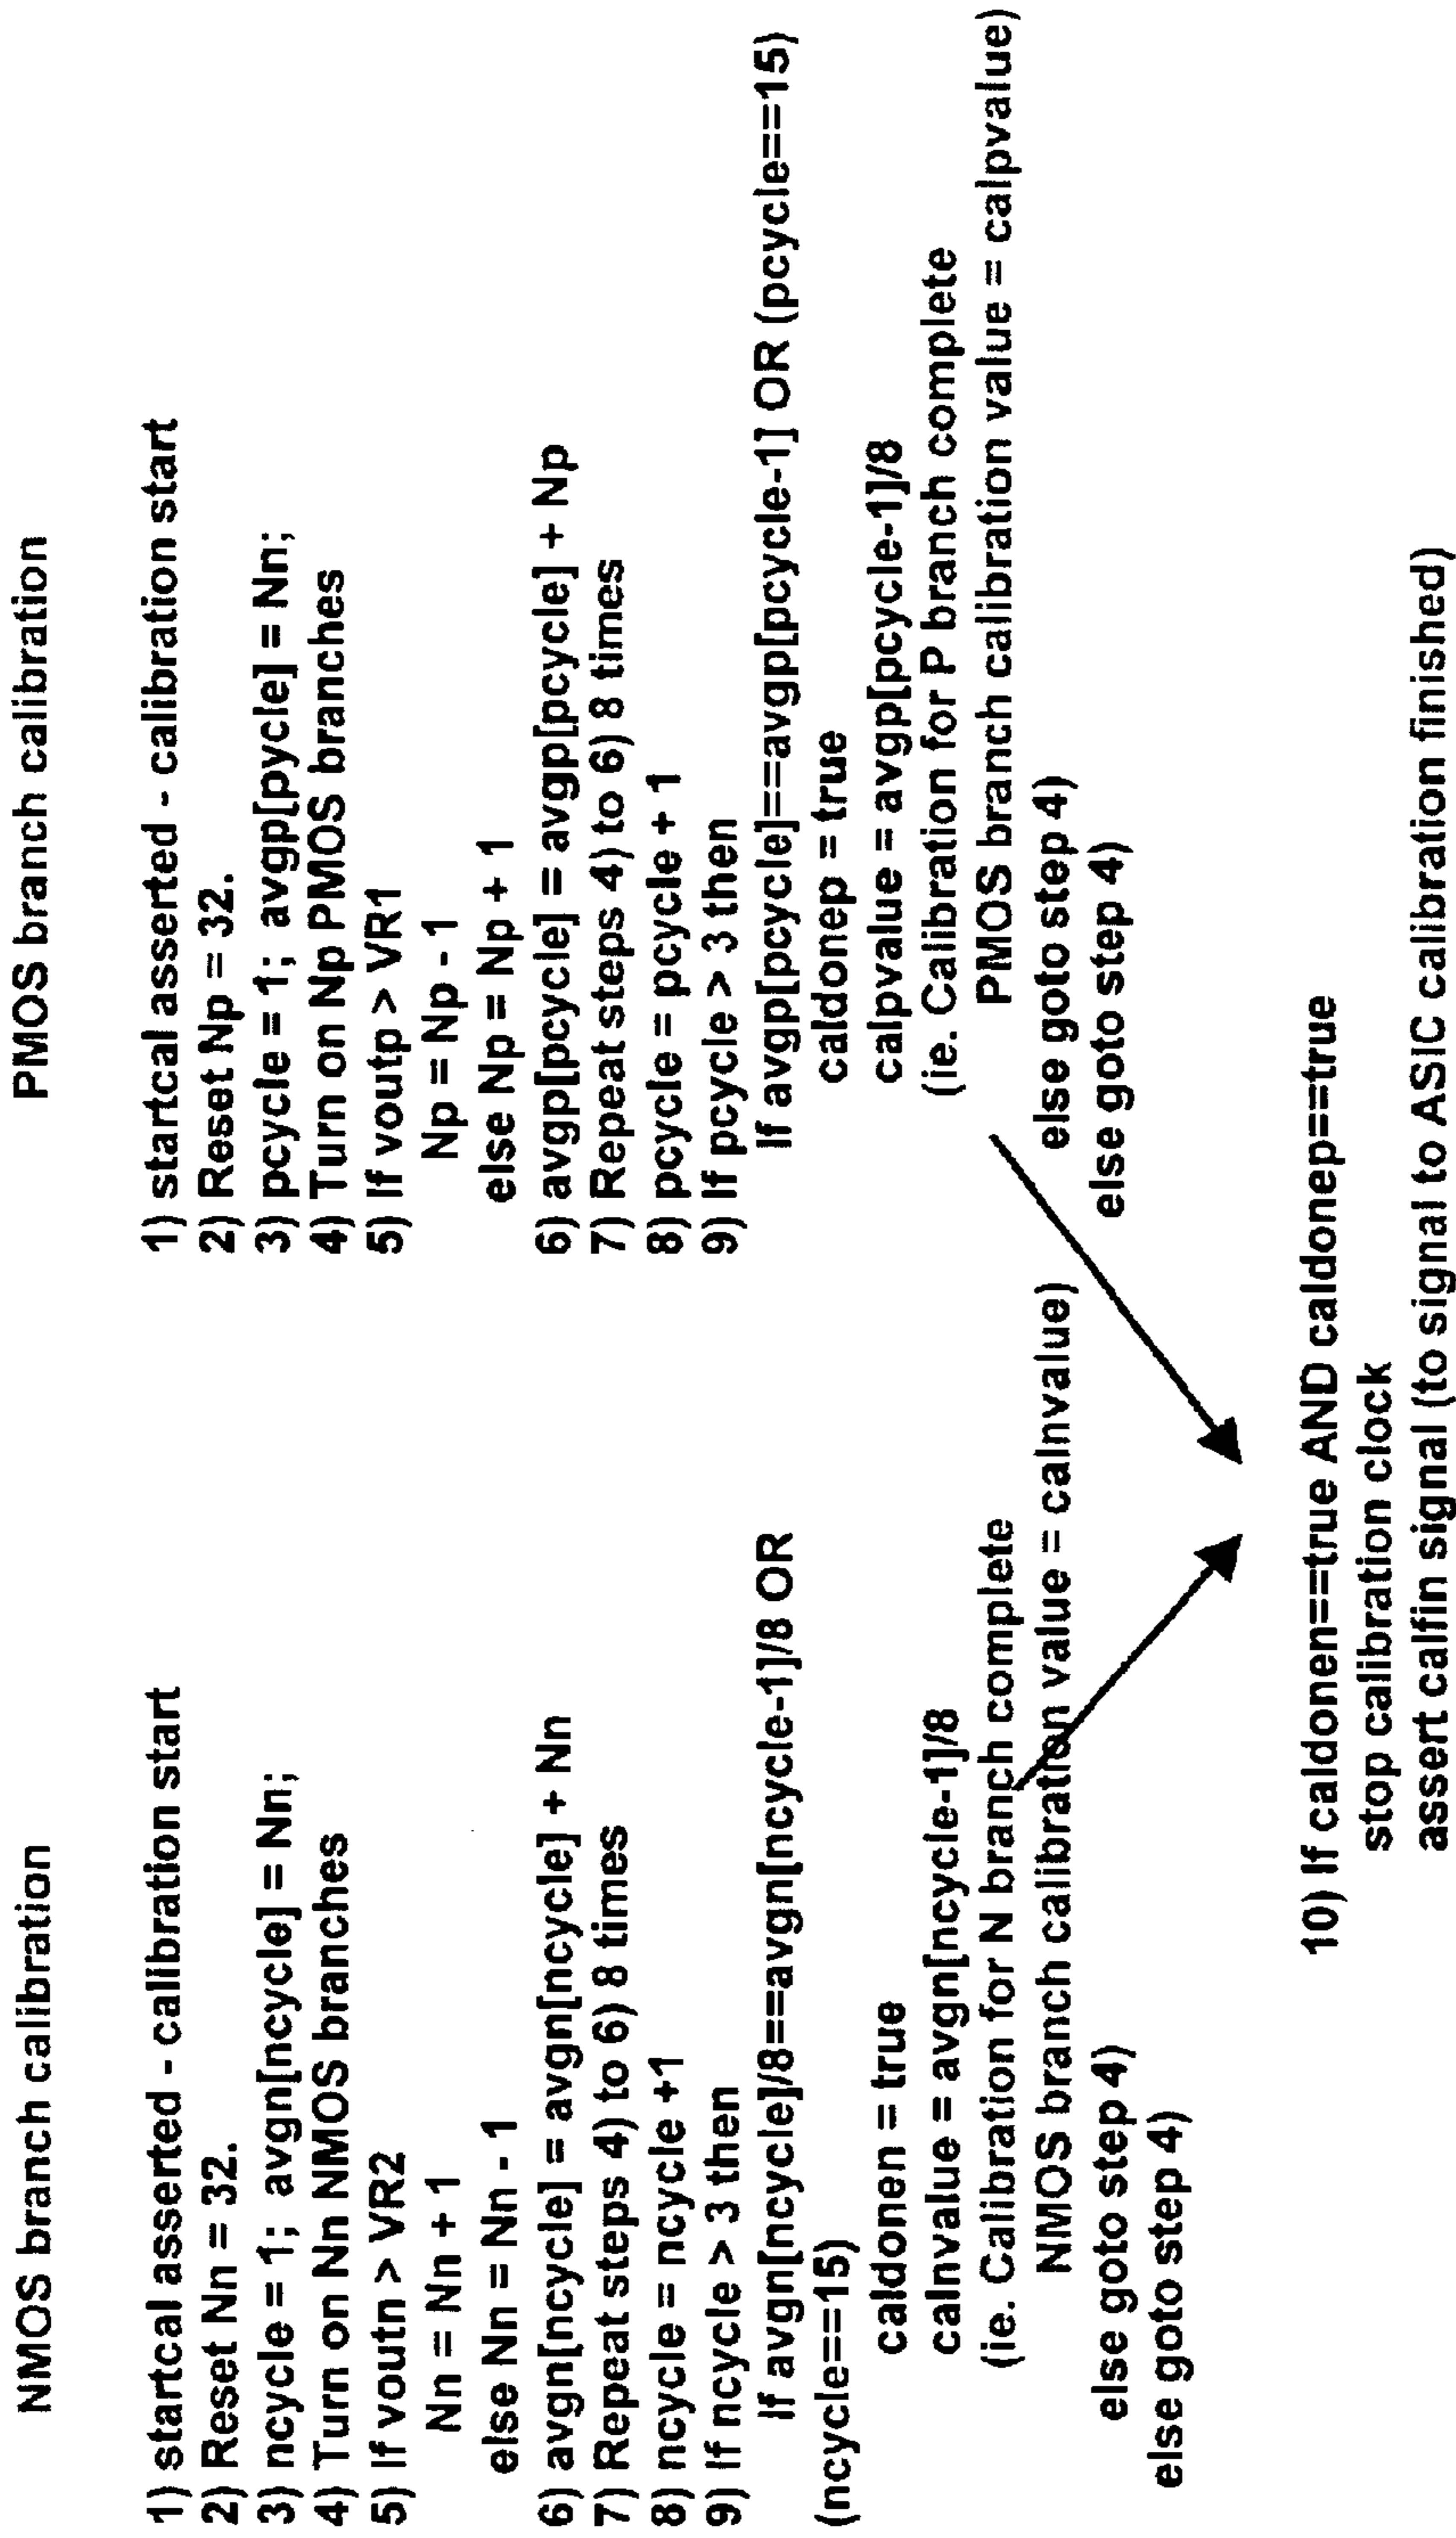 NMOS branch calibration
1) startcal asserted - calibration start
2) Reset Nn = 32.
3) ncycle = 1; avgn[ncycle] = Nn;
4) Turn on Nn NMOS branches
5) If voutn > VR2
Nn = Nn + 1
else Nn = Nn - 1
6) avgn[ncycle] = avgn[ncycle] + Nn
7) Repeat steps 4) to 6) 8 times
8) ncycle = ncycle +1
9) If ncycle > 3 then
If avgn[ncycle]/8==avgn[ncycle-1]/8 OR
(ncycle==15)
caldonen = true
calnvalue = avgn[ncycle-1]/8
(ie. Calibration for N branch complete
NMOS branch calibration value = calnvalue)
else goto step 4)
else goto step 4)
PMOS branch calibration
1) startcal asserted - calibration start
2) Reset Np = 32.
3) pcycle = 1; avgp[pycle] = Nn;
4) Turn on Np PMOS branches
5) If voutp > VR1
Np = Np - 1
else Np = Np + 1
6) avgp[pcycle] = avgp[pcycle] + Np
7) Repeat steps 4) to 6) 8 times
8) pcycle = pcycle + 1
9) If pcycle > 3 then
If avgp[pcycle]==avgp[pcycle-1] OR (pcycle==15)
caldonep = true
calpvalue = avgp[pcycle-1]/8
(ie. Calibration for P branch complete
PMOS branch calibration value = calpvalue)
else goto step 4)
else goto step 4)
10) If caldonen==true AND caldonep==true
stop calibration clock
assert calfin signal (to signal to ASIC calibration finished)